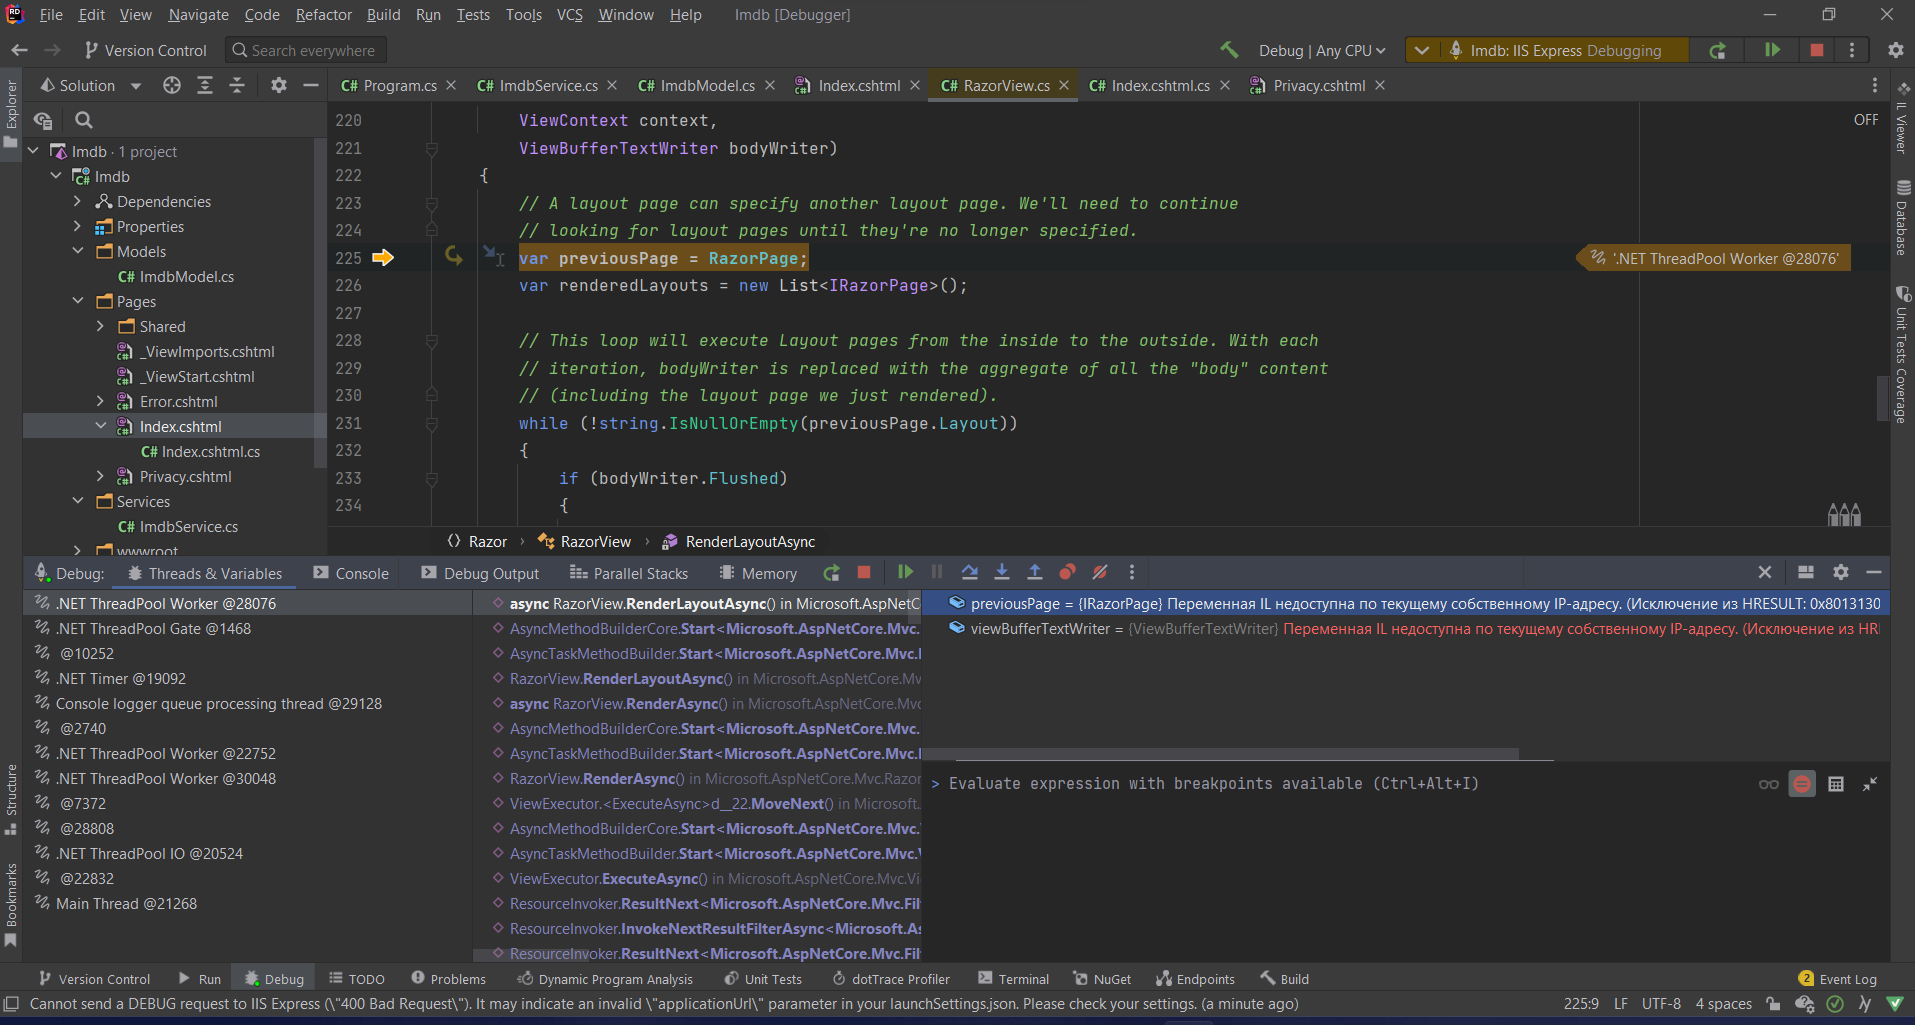 File Edit View Navigate Code Refactor Build Run Tests Tools VCS Window Help Imdb [Debugger]
Version Control Search everywhere Debug | Any CPU Imdb: IIS Express Debugging
Solution C# Program.cs C# ImdbService.cs C# ImdbModel.cs Index.cshtml C# RazorView.cs C# Index.cshtml.cs Privacy.cshtml
Explorer
OFF
Imdb · 1 project
Imdb
Dependencies
Properties
Models
C# ImdbModel.cs
Pages
Shared
_ViewImports.cshtml
_ViewStart.cshtml
Error.cshtml
Index.cshtml
C# Index.cshtml.cs
Privacy.cshtml
Services
C# ImdbService.cs
wwwroot
220 ViewContext context,
221 ViewBufferTextWriter bodyWriter)
222 {
223 // A layout page can specify another layout page. We'll need to continue
224 // looking for layout pages until they're no longer specified.
225 var previousPage = RazorPage; '.NET ThreadPool Worker @28076'
226 var renderedLayouts = new List<IRazorPage>();
227
228 // This loop will execute Layout pages from the inside to the outside. With each
229 // iteration, bodyWriter is replaced with the aggregate of all the "body" content
230 // (including the layout page we just rendered).
231 while (!string.IsNullOrEmpty(previousPage.Layout))
232 {
233 if (bodyWriter.Flushed)
234 {
IL Viewer
Database
Unit Tests Coverage
Razor › RazorView › RenderLayoutAsync
Debug: Threads & Variables Console Debug Output Parallel Stacks Memory
.NET ThreadPool Worker @28076
.NET ThreadPool Gate @1468
@10252
.NET Timer @19092
Console logger queue processing thread @29128
@2740
.NET ThreadPool Worker @22752
.NET ThreadPool Worker @30048
@7372
@28808
.NET ThreadPool IO @20524
@22832
Main Thread @21268
async RazorView.RenderLayoutAsync() in Microsoft.AspNetC
AsyncMethodBuilderCore.Start<Microsoft.AspNetCore.Mvc.
AsyncTaskMethodBuilder.Start<Microsoft.AspNetCore.Mvc.
RazorView.RenderLayoutAsync() in Microsoft.AspNetCore.Mv
async RazorView.RenderAsync() in Microsoft.AspNetCore.Mvc
AsyncMethodBuilderCore.Start<Microsoft.AspNetCore.Mvc.
AsyncTaskMethodBuilder.Start<Microsoft.AspNetCore.Mvc.
RazorView.RenderAsync() in Microsoft.AspNetCore.Mvc.Razor
ViewExecutor.<ExecuteAsync>d__22.MoveNext() in Microsoft.
AsyncMethodBuilderCore.Start<Microsoft.AspNetCore.Mvc.
AsyncTaskMethodBuilder.Start<Microsoft.AspNetCore.Mvc.
ViewExecutor.ExecuteAsync() in Microsoft.AspNetCore.Mvc.Vi
ResourceInvoker.ResultNext<Microsoft.AspNetCore.Mvc.Fil
ResourceInvoker.InvokeNextResultFilterAsync<Microsoft.As
ResourceInvoker.ResultNext<Microsoft.AspNetCore.Mvc.Fil
previousPage = {IRazorPage} Переменная IL недоступна по текущему собственному IP-адресу. (Исключение из HRESULT: 0x8013130
viewBufferTextWriter = {ViewBufferTextWriter} Переменная IL недоступна по текущему собственному IP-адресу. (Исключение из HR
> Evaluate expression with breakpoints available (Ctrl+Alt+I)
Structure
Bookmarks
Version Control Run Debug TODO Problems Dynamic Program Analysis Unit Tests dotTrace Profiler Terminal NuGet Endpoints Build 2 Event Log
Cannot send a DEBUG request to IIS Express (\"400 Bad Request\"). It may indicate an invalid \"applicationUrl\" parameter in your launchSettings.json. Please check your settings. (a minute ago) 225:9 LF UTF-8 4 spaces